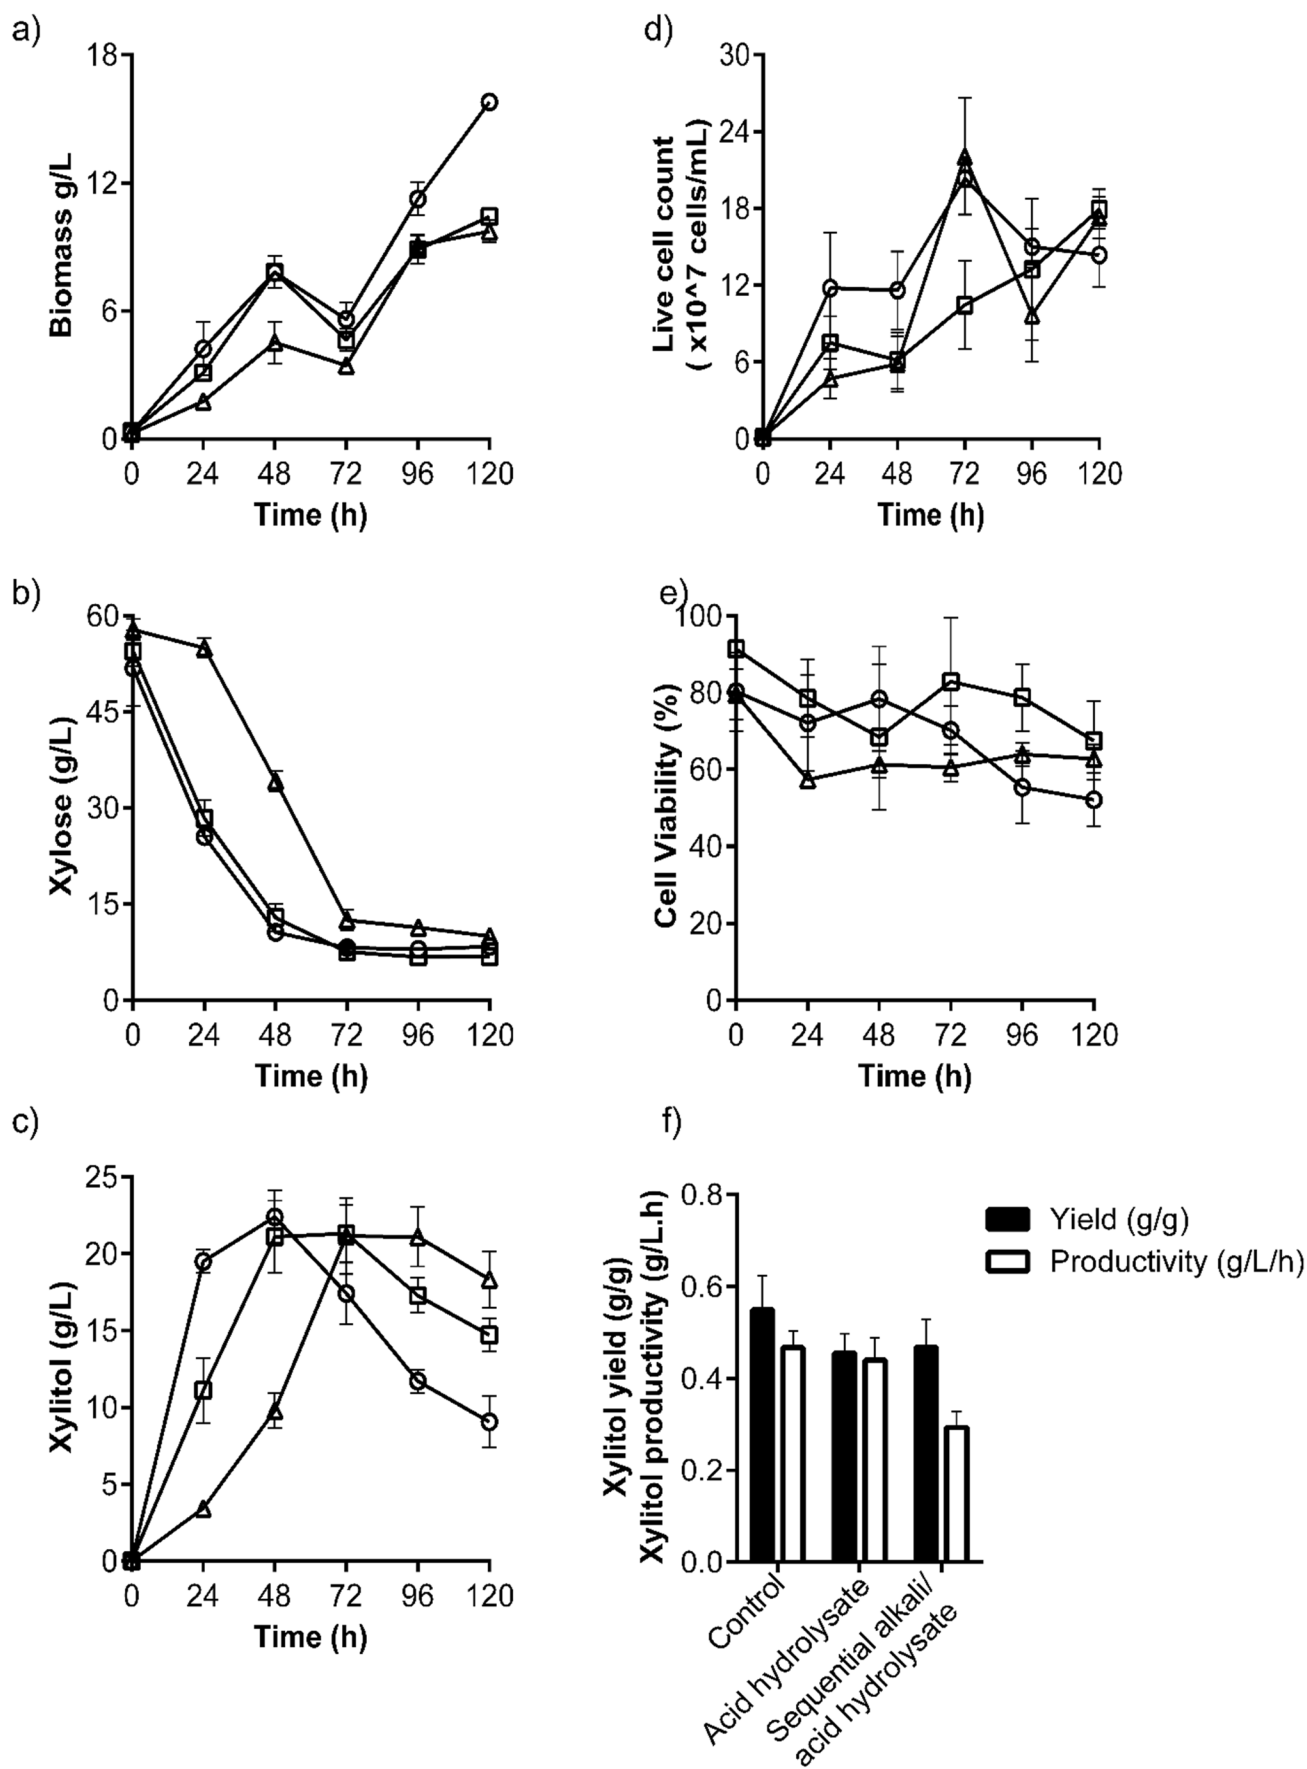 a)
18
12
6
0
Biomass g/L
0 24 48 72 96 120
Time (h)
d)
30
24
18
12
6
0
Live cell count
( x10^7 cells/mL)
0 24 48 72 96 120
Time (h)
b)
60
45
30
15
0
Xylose (g/L)
0 24 48 72 96 120
Time (h)
e)
100
80
60
40
20
0
Cell Viability (%)
0 24 48 72 96 120
Time (h)
c)
25
20
15
10
5
0
Xylitol (g/L)
0 24 48 72 96 120
Time (h)
f)
0.8
0.6
0.4
0.2
0.0
Xylitol yield (g/g)
Xylitol productivity (g/L.h)
Yield (g/g)
Productivity (g/L/h)
Control
Acid hydrolysate
Sequential alkali/
acid hydrolysate